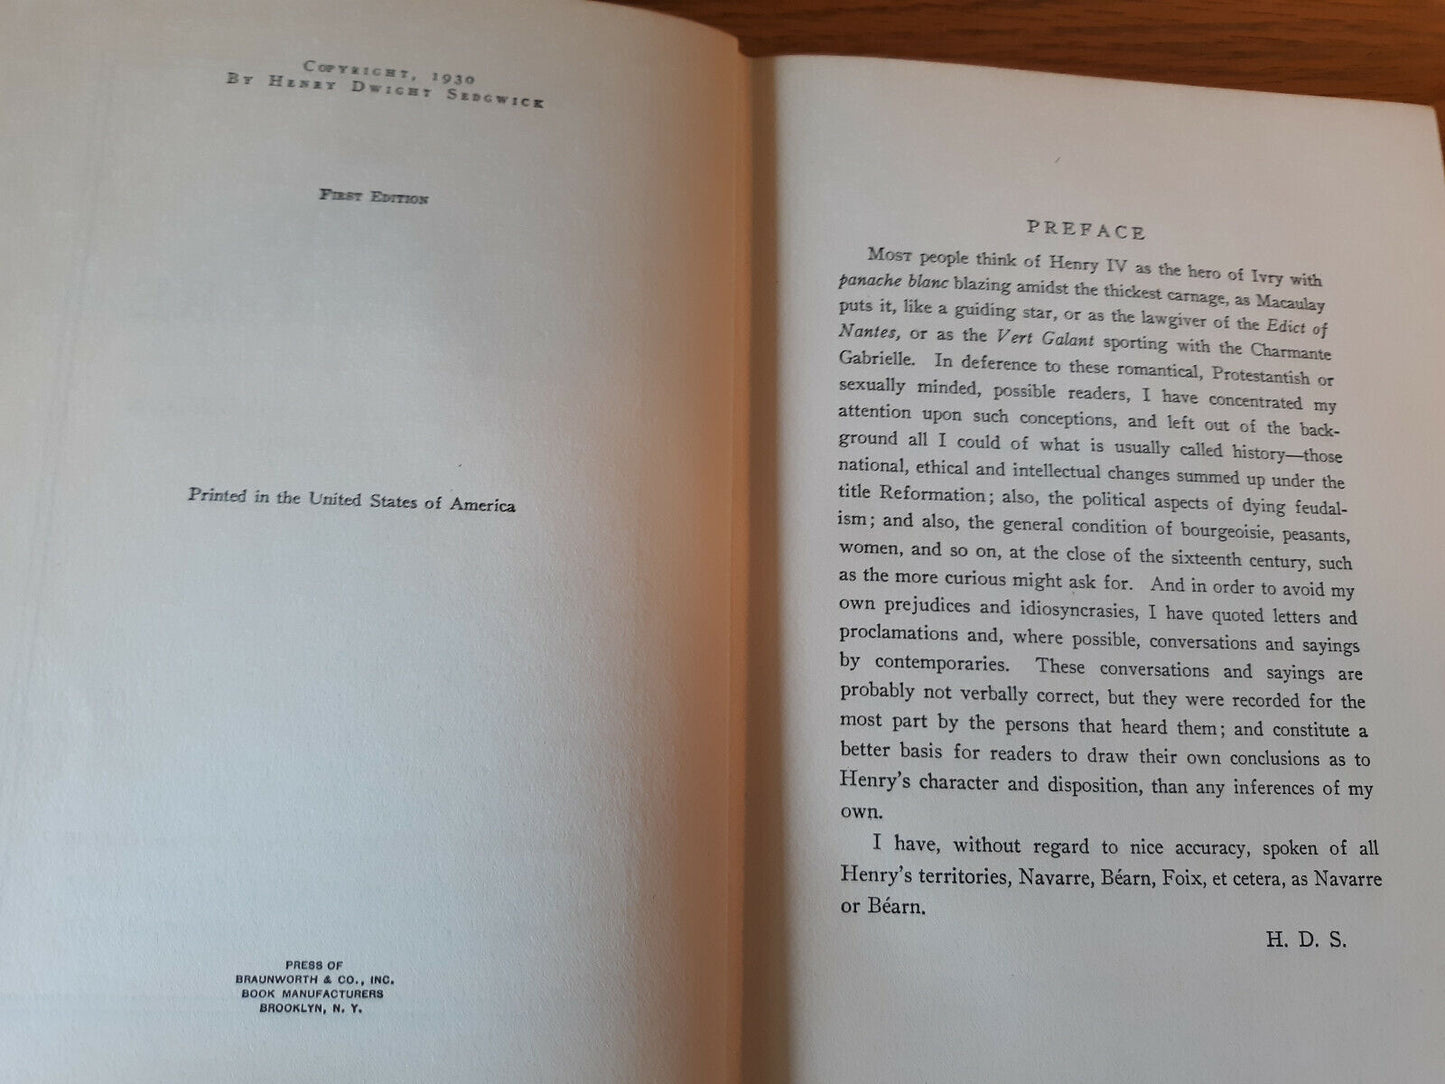 COPYRIGHT, 1930
BY HENRY DWIGHT SEDGWICK
FIRST EDITION
Printed in the United States of America
PRESS OF
BRAUNWORTH & CO., INC.
BOOK MANUFACTURERS
BROOKLYN, N. Y.
PREFACE
MOST people think of Henry IV as the hero of Ivry with
panache blanc blazing amidst the thickest carnage, as Macaulay
puts it, like a guiding star, or as the lawgiver of the Edict of
Nantes, or as the Vert Galant sporting with the Charmante
Gabrielle. In deference to these romantical, Protestantish or
sexually minded, possible readers, I have concentrated my
attention upon such conceptions, and left out of the back-
ground all I could of what is usually called history—those
national, ethical and intellectual changes summed up under the
title Reformation; also, the political aspects of dying feudal-
ism; and also, the general condition of bourgeoisie, peasants,
women, and so on, at the close of the sixteenth century, such
as the more curious might ask for. And in order to avoid my
own prejudices and idiosyncrasies, I have quoted letters and
proclamations and, where possible, conversations and sayings
by contemporaries. These conversations and sayings are
probably not verbally correct, but they were recorded for the
most part by the persons that heard them; and constitute a
better basis for readers to draw their own conclusions as to
Henry's character and disposition, than any inferences of my
own.
I have, without regard to nice accuracy, spoken of all
Henry's territories, Navarre, Béarn, Foix, et cetera, as Navarre
or Béarn.
H. D. S.